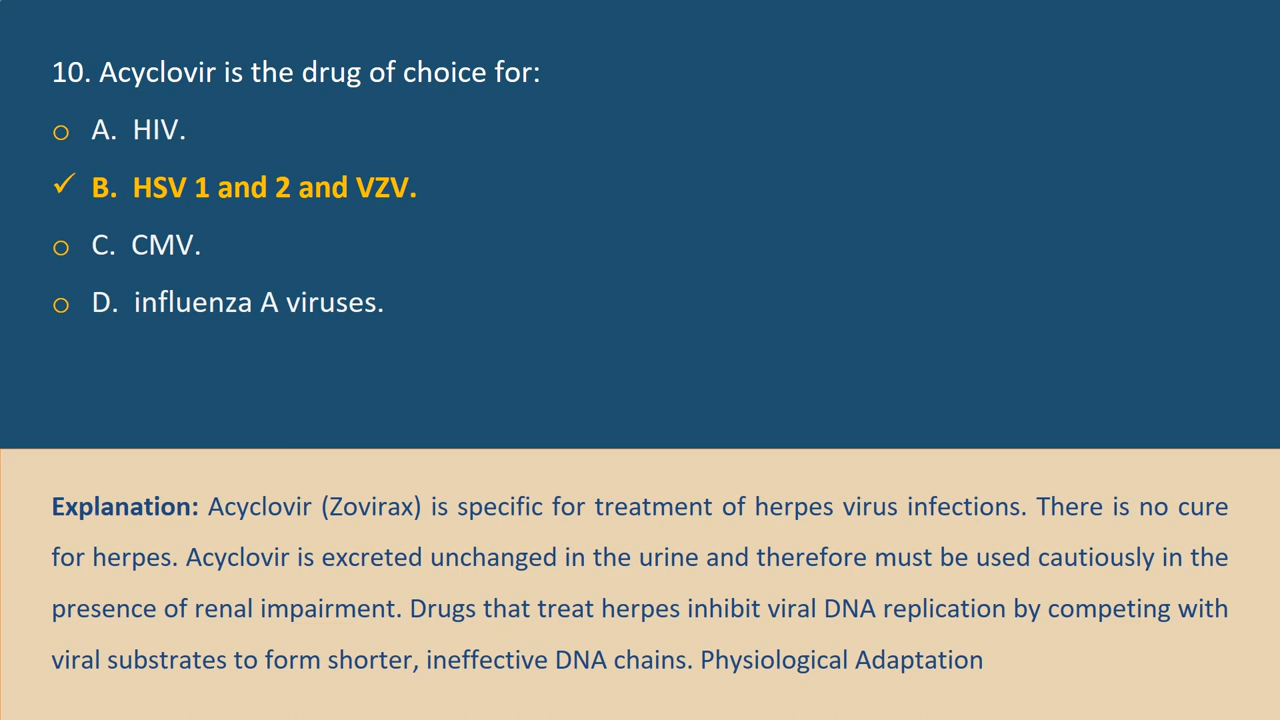 10. Acyclovir is the drug of choice for:
A. HIV.
B. HSV 1 and 2 and VZV.
C. CMV.
D. influenza A viruses.
Explanation: Acyclovir (Zovirax) is specific for treatment of herpes virus infections. There is no cure
for herpes. Acyclovir is excreted unchanged in the urine and therefore must be used cautiously in the
presence of renal impairment. Drugs that treat herpes inhibit viral DNA replication by competing with
viral substrates to form shorter, ineffective DNA chains. Physiological Adaptation